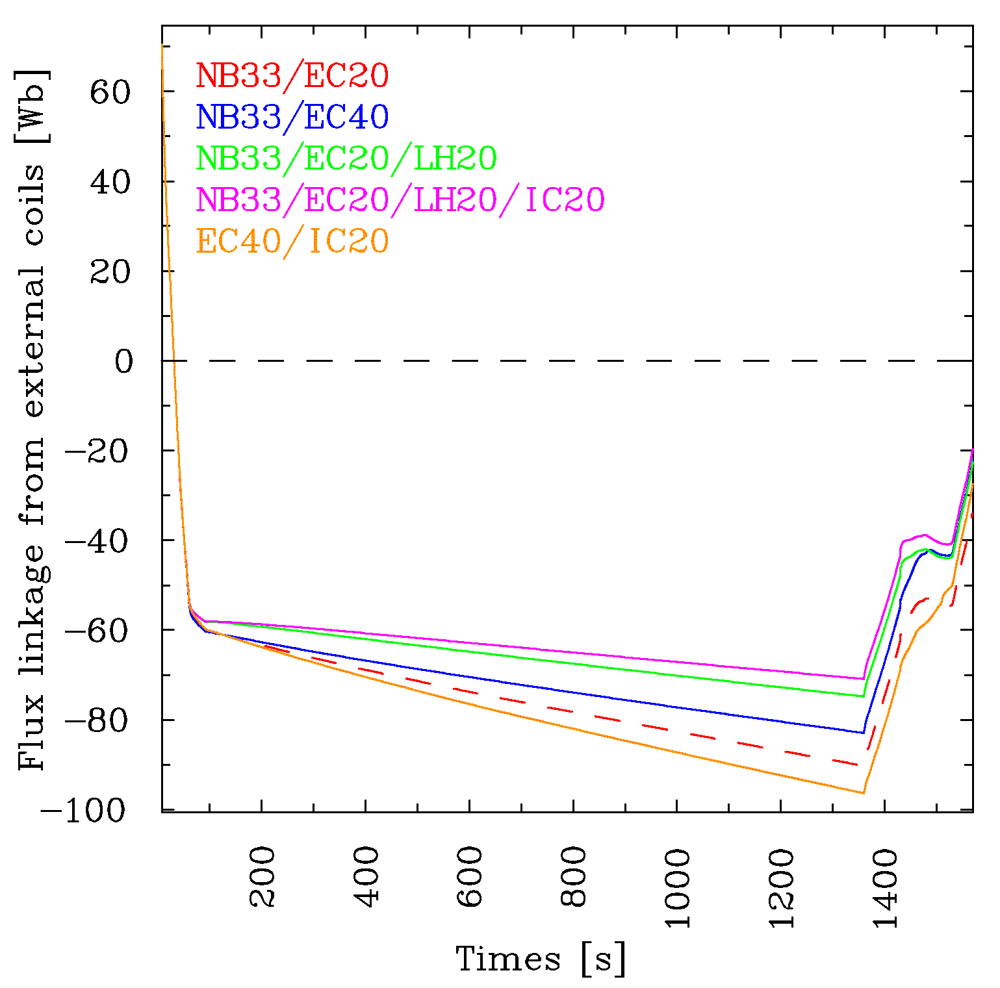 Flux linkage from external coils [Wb]
60
40
20
0
−20
−40
−60
−80
−100
NB33/EC20
NB33/EC40
NB33/EC20/LH20
NB33/EC20/LH20/IC20
EC40/IC20
200
400
600
800
1000
1200
1400
Times [s]